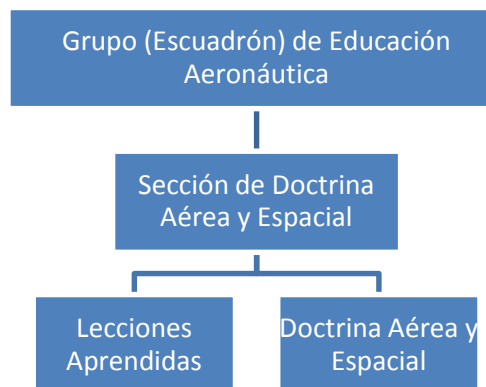 Grupo (Escuadrón) de Educación
Aeronáutica
Sección de Doctrina
Aérea y Espacial
Lecciones
Aprendidas
Doctrina Aérea y
Espacial